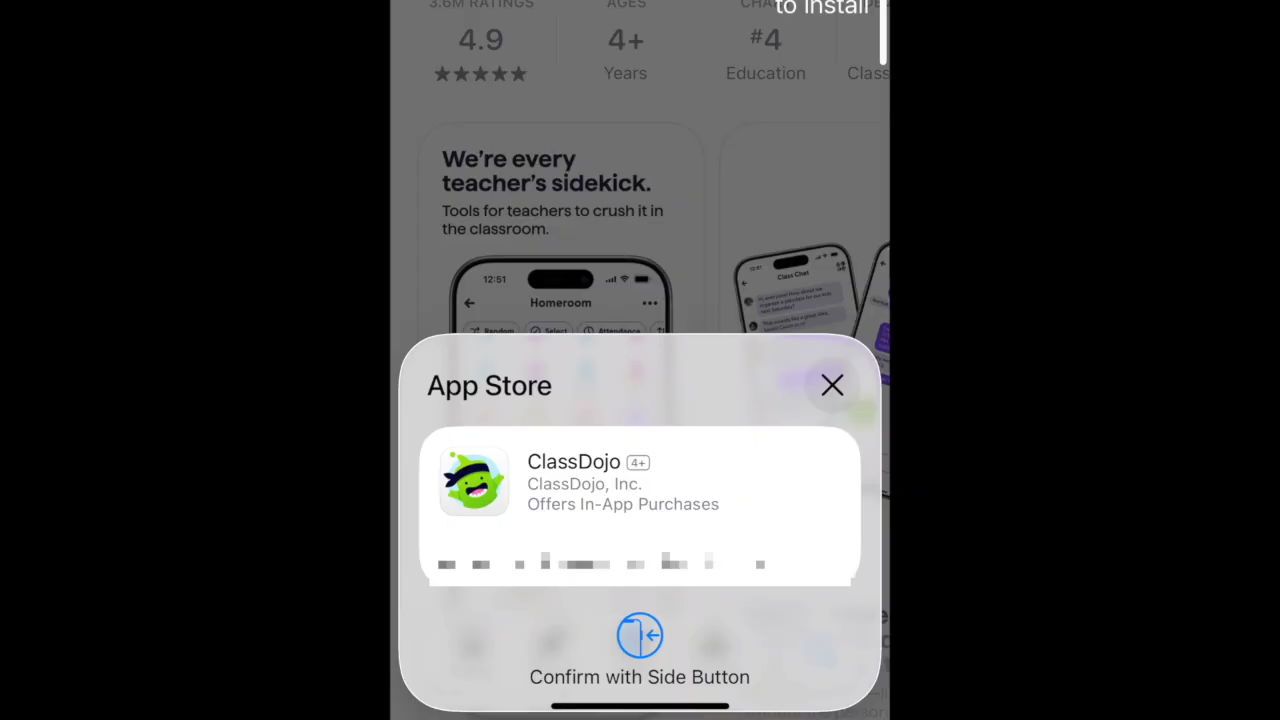 to install
3.6M RATINGS
AGES
4.9
4+
#4
★★★★★
Years
Education
Class
We're every
teacher's sidekick.
Tools for teachers to crush it in
the classroom.
12:51
Homeroom
Random
Select
Attendance
12:51
Class Chat
App Store
ClassDojo 4+
ClassDojo, Inc.
Offers In-App Purchases
Confirm with Side Button